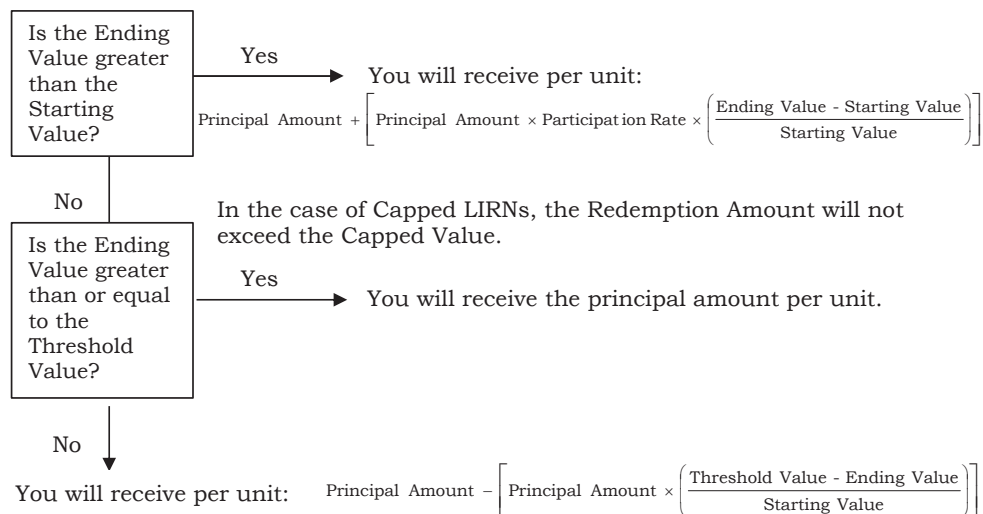 Is the Ending
Value greater
than the
Starting
Value?
Yes
You will receive per unit:
Principal Amount + [Principal Amount × Participation Rate × (Ending Value - Starting Value / Starting Value)]
No
In the case of Capped LIRNs, the Redemption Amount will not
exceed the Capped Value.
Is the Ending
Value greater
than or equal
to the
Threshold
Value?
Yes
You will receive the principal amount per unit.
No
You will receive per unit: Principal Amount − [Principal Amount × (Threshold Value - Ending Value / Starting Value)]